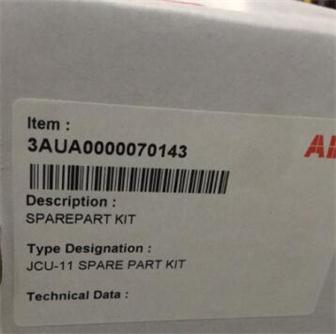 Item :
3AUA0000070143
Description :
SPAREPART KIT
Type Designation :
JCU-11 SPARE PART KIT
Technical Data :